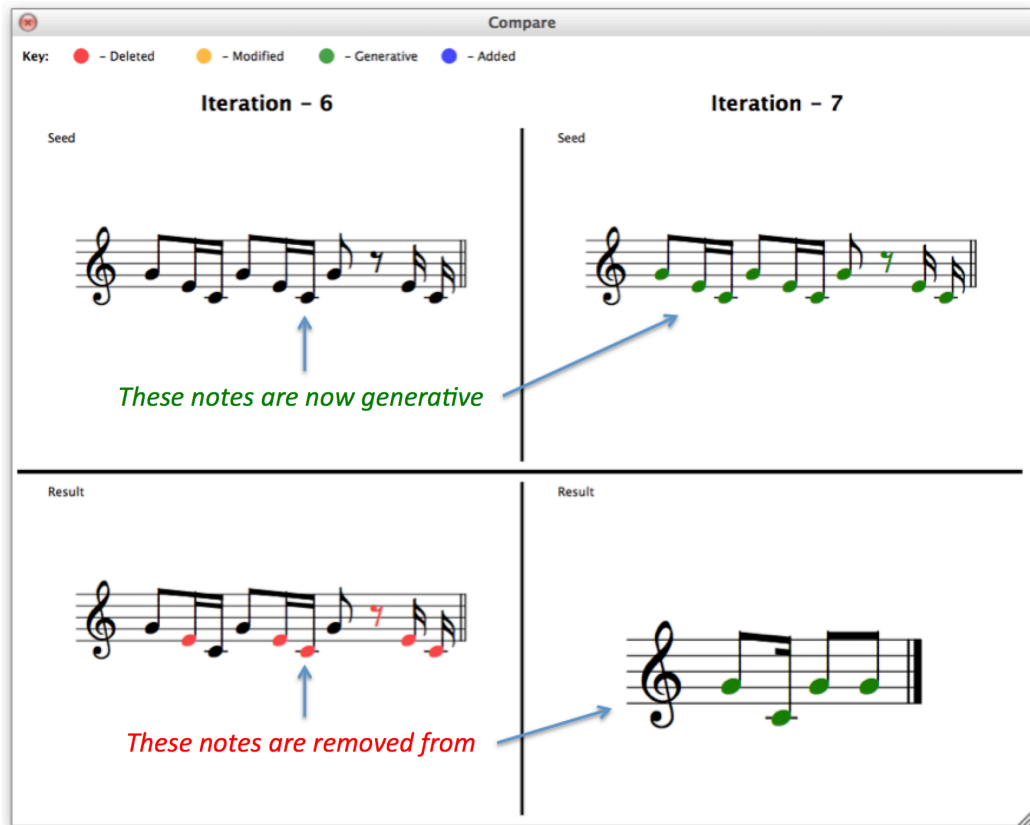 Compare
Key: - Deleted - Modified - Generative - Added
Iteration - 6
Iteration - 7
Seed
Seed
These notes are now generative
Result
Result
These notes are removed from